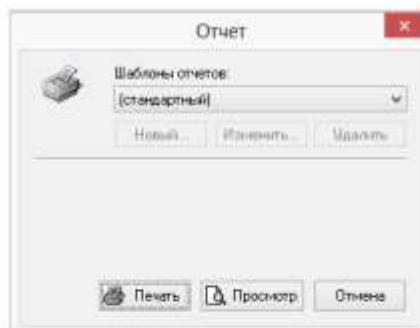 Отчет
Шаблоны отчетов:
(стандартный)
Новый... Изменить... Удалить
Печать Просмотр Отмена